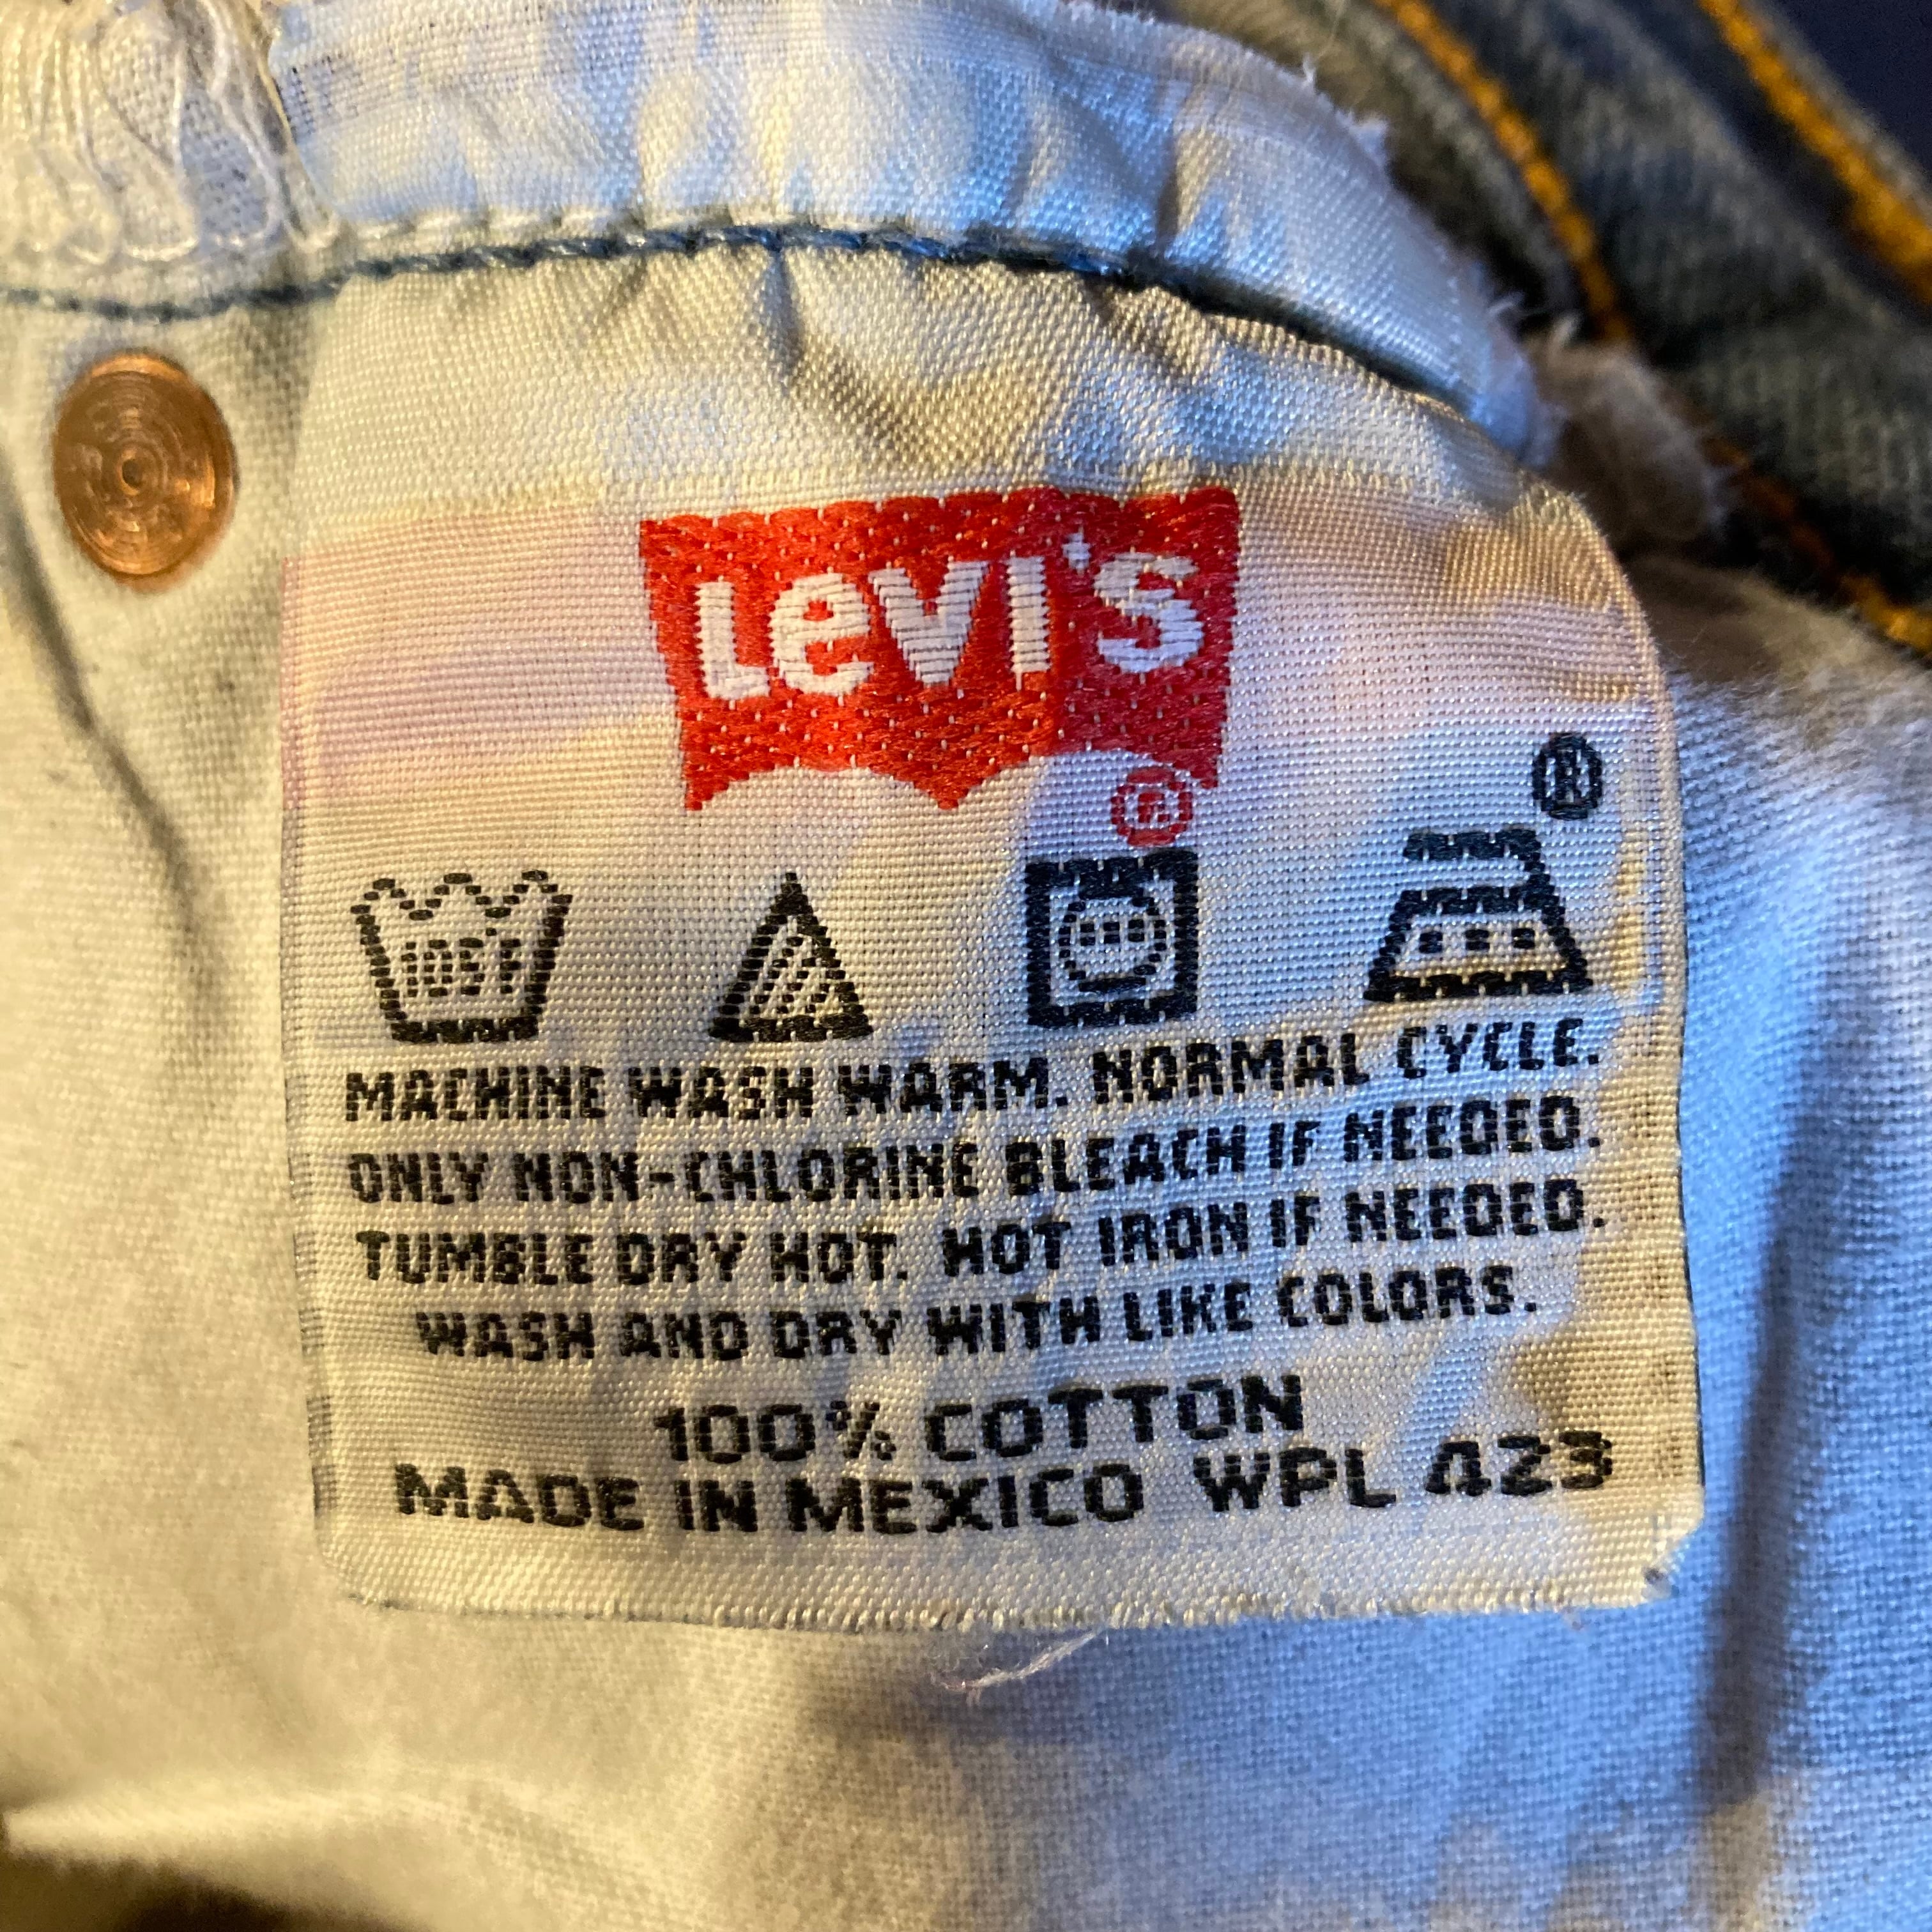 Levi's
®
®
105°F
MACHINE WASH WARM. NORMAL CYCLE.
ONLY NON-CHLORINE BLEACH IF NEEDED.
TUMBLE DRY HOT. HOT IRON IF NEEDED.
WASH AND DRY WITH LIKE COLORS.
100% COTTON
MADE IN MEXICO WPL 423